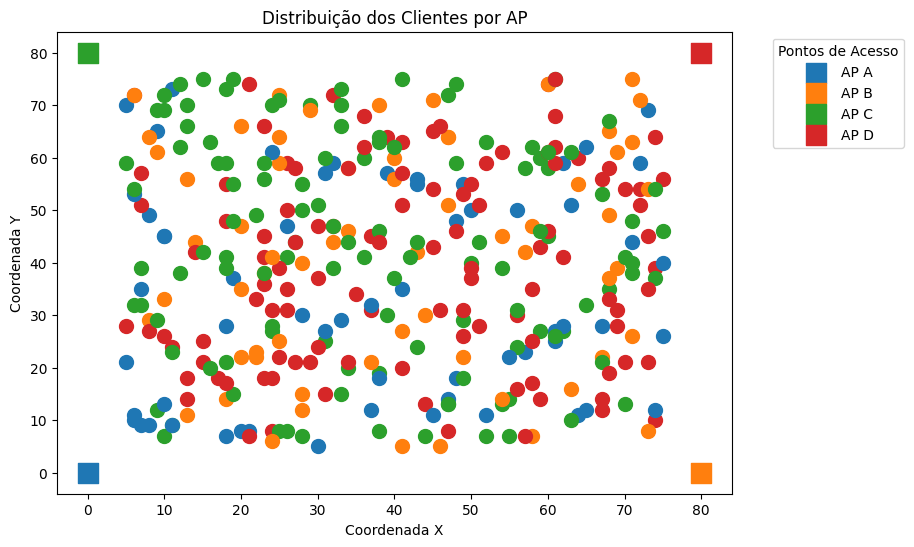 Distribuição dos Clientes por AP
80
70
60
50
40
30
20
10
0
Coordenada Y
0 10 20 30 40 50 60 70 80
Coordenada X
Pontos de Acesso
AP A
AP B
AP C
AP D